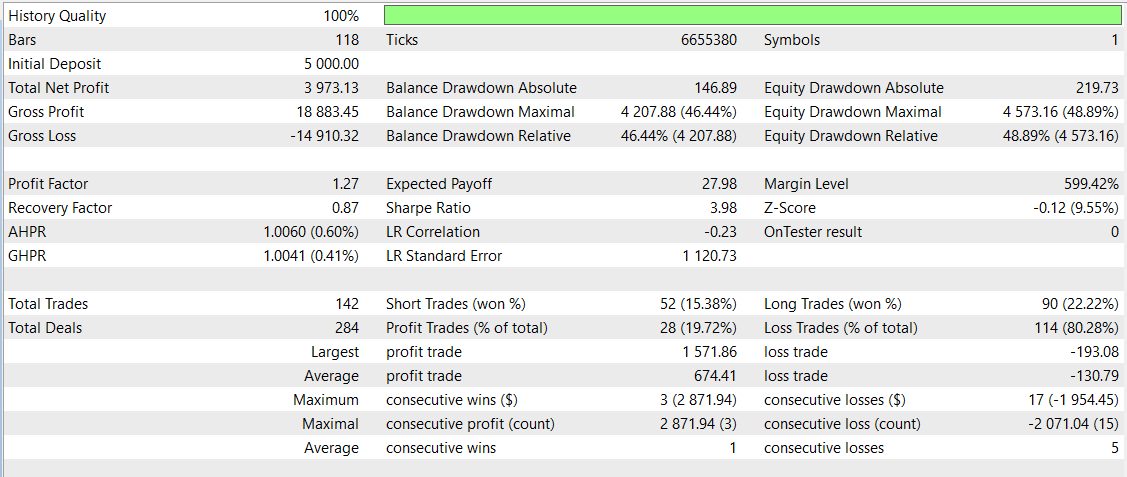 History Quality 100%
Bars 118 Ticks 6655380 Symbols 1
Initial Deposit 5 000.00
Total Net Profit 3 973.13 Balance Drawdown Absolute 146.89 Equity Drawdown Absolute 219.73
Gross Profit 18 883.45 Balance Drawdown Maximal 4 207.88 (46.44%) Equity Drawdown Maximal 4 573.16 (48.89%)
Gross Loss -14 910.32 Balance Drawdown Relative 46.44% (4 207.88) Equity Drawdown Relative 48.89% (4 573.16)
Profit Factor 1.27 Expected Payoff 27.98 Margin Level 599.42%
Recovery Factor 0.87 Sharpe Ratio 3.98 Z-Score -0.12 (9.55%)
AHPR 1.0060 (0.60%) LR Correlation -0.23 OnTester result 0
GHPR 1.0041 (0.41%) LR Standard Error 1 120.73
Total Trades 142 Short Trades (won %) 52 (15.38%) Long Trades (won %) 90 (22.22%)
Total Deals 284 Profit Trades (% of total) 28 (19.72%) Loss Trades (% of total) 114 (80.28%)
Largest profit trade 1 571.86 loss trade -193.08
Average profit trade 674.41 loss trade -130.79
Maximum consecutive wins ($) 3 (2 871.94) consecutive losses ($) 17 (-1 954.45)
Maximal consecutive profit (count) 2 871.94 (3) consecutive loss (count) -2 071.04 (15)
Average consecutive wins 1 consecutive losses 5